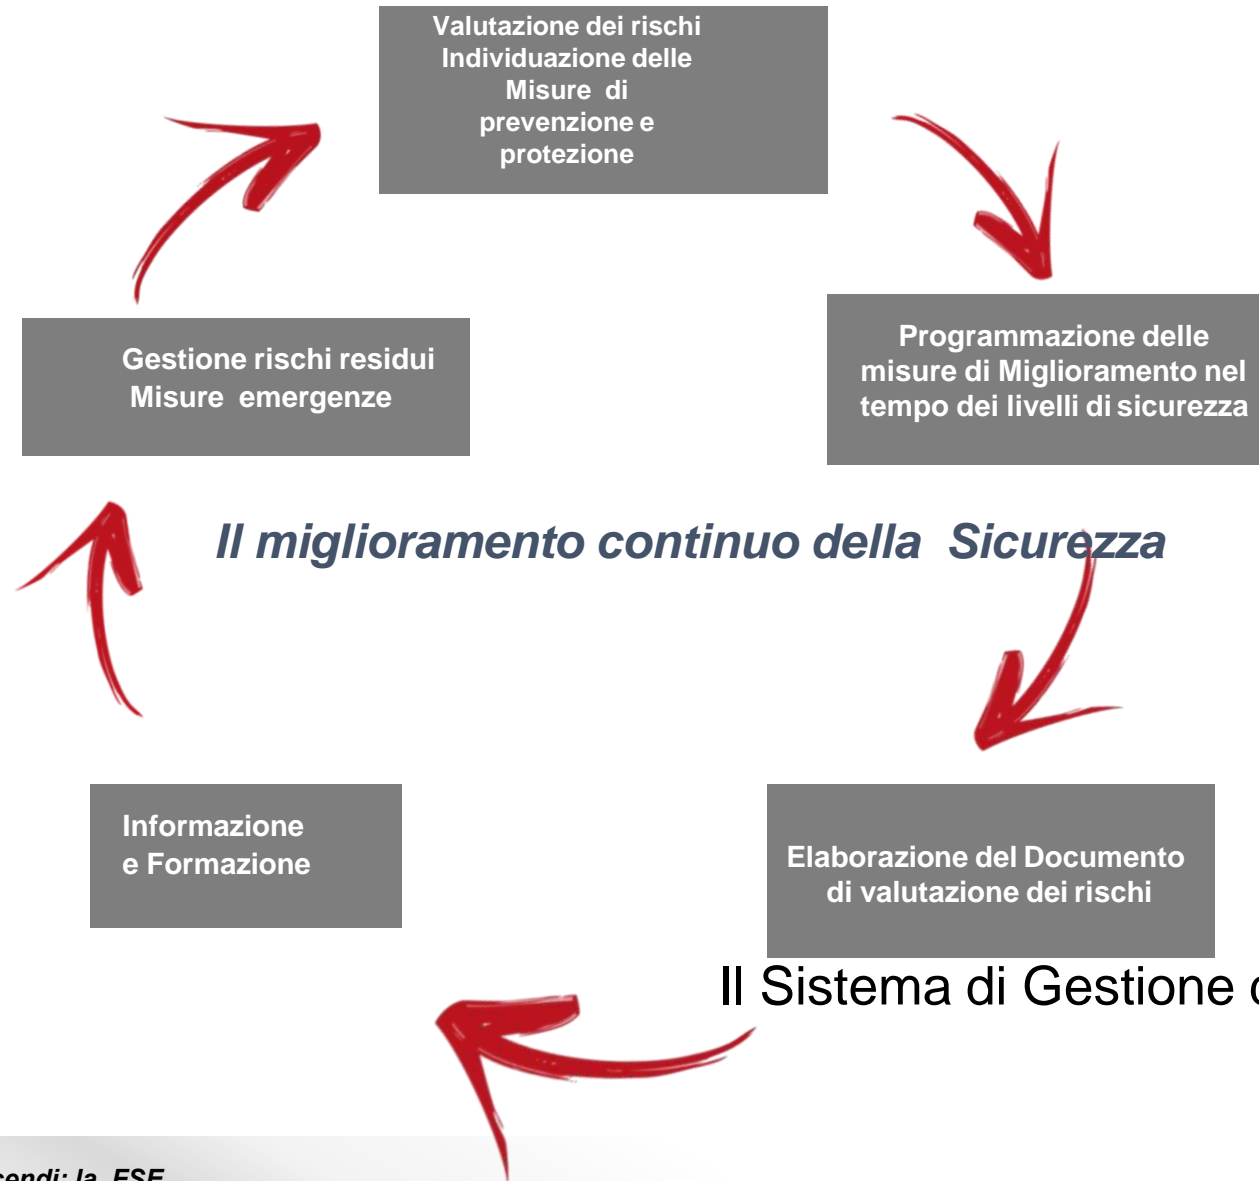 Valutazione dei rischi
Individuazione delle
Misure di
prevenzione e
protezione
Gestione rischi residui
Misure emergenze
Programmazione delle
misure di Miglioramento nel
tempo dei livelli di sicurezza
Il miglioramento continuo della Sicurezza
Informazione
e Formazione
Elaborazione del Documento
di valutazione dei rischi
Il Sistema di Gestione
la FSE